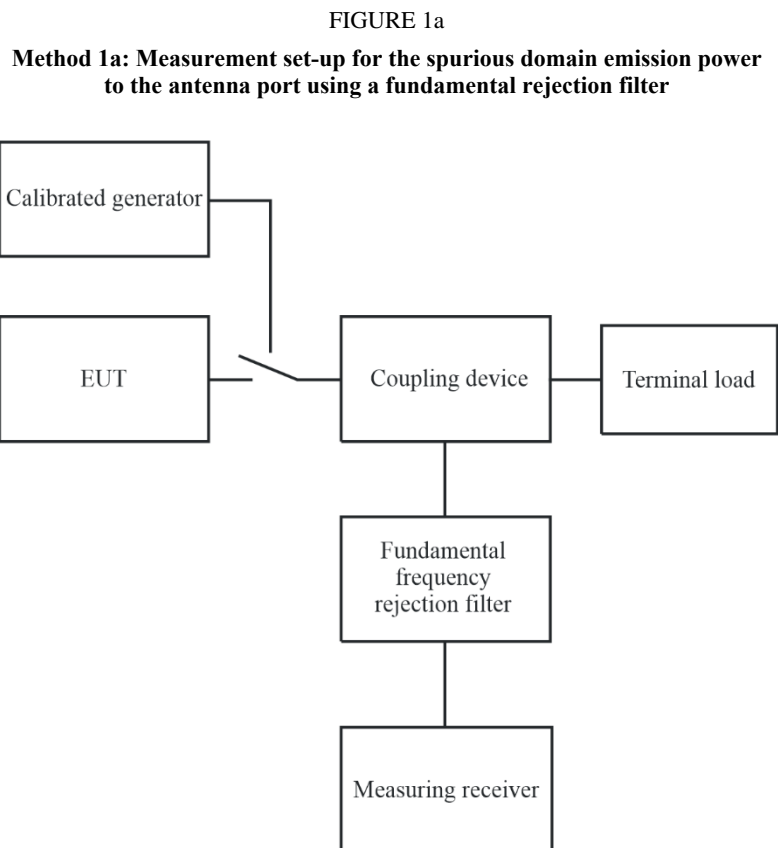 FIGURE 1a
Method 1a: Measurement set-up for the spurious domain emission power
to the antenna port using a fundamental rejection filter
Calibrated generator
EUT
Coupling device
Terminal load
Fundamental
frequency
rejection filter
Measuring receiver